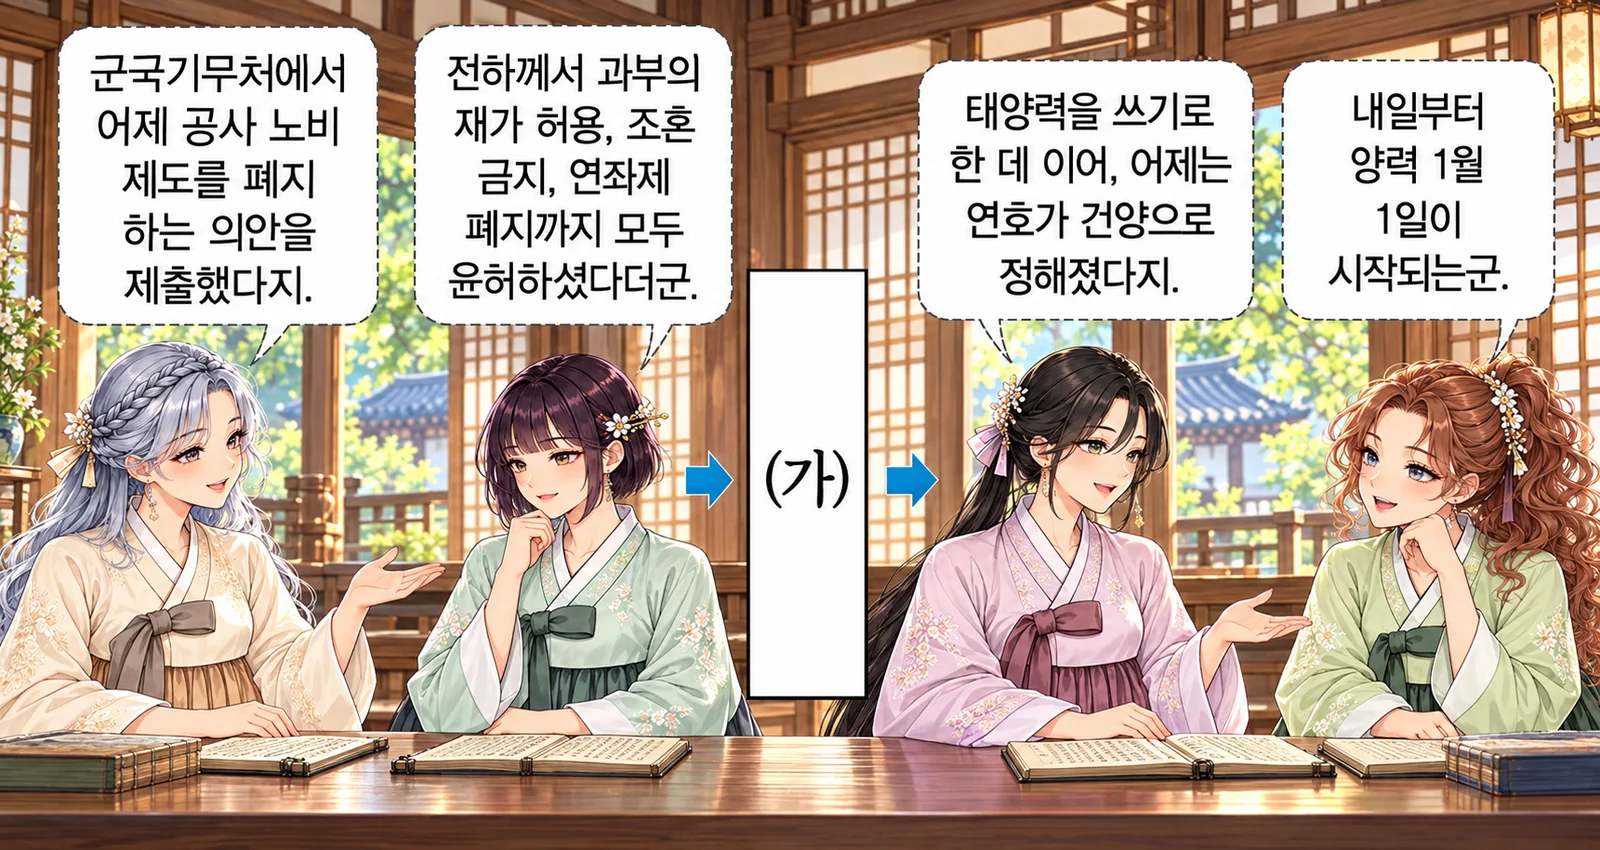 군국기무처에서
어제 공사 노비
제도를 폐지
하는 의안을
제출했다지.
전하께서 과부의
재가 허용, 조혼
금지, 연좌제
폐지까지 모두
윤허하셨다더군.
(가)
태양력을 쓰기로
한 데 이어, 어제는
연호가 건양으로
정해졌다지.
내일부터
양력 1월
1일이
시작되는군.